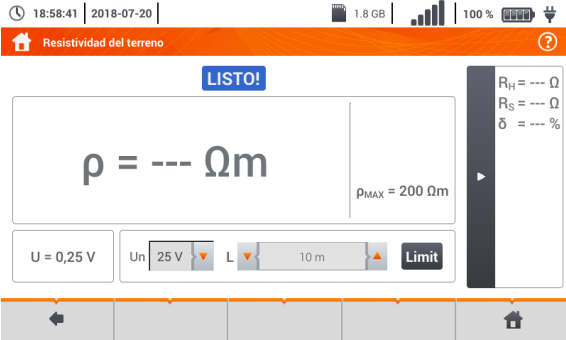 18:58:41 2018-07-20 1.8 GB 100 %
Resistividad del terreno ?
LISTO!
ρ = --- Ωm
ρMAX = 200 Ωm
RH = --- Ω
RS = --- Ω
δ = --- %
U = 0,25 V Un 25 V L 10 m Limit